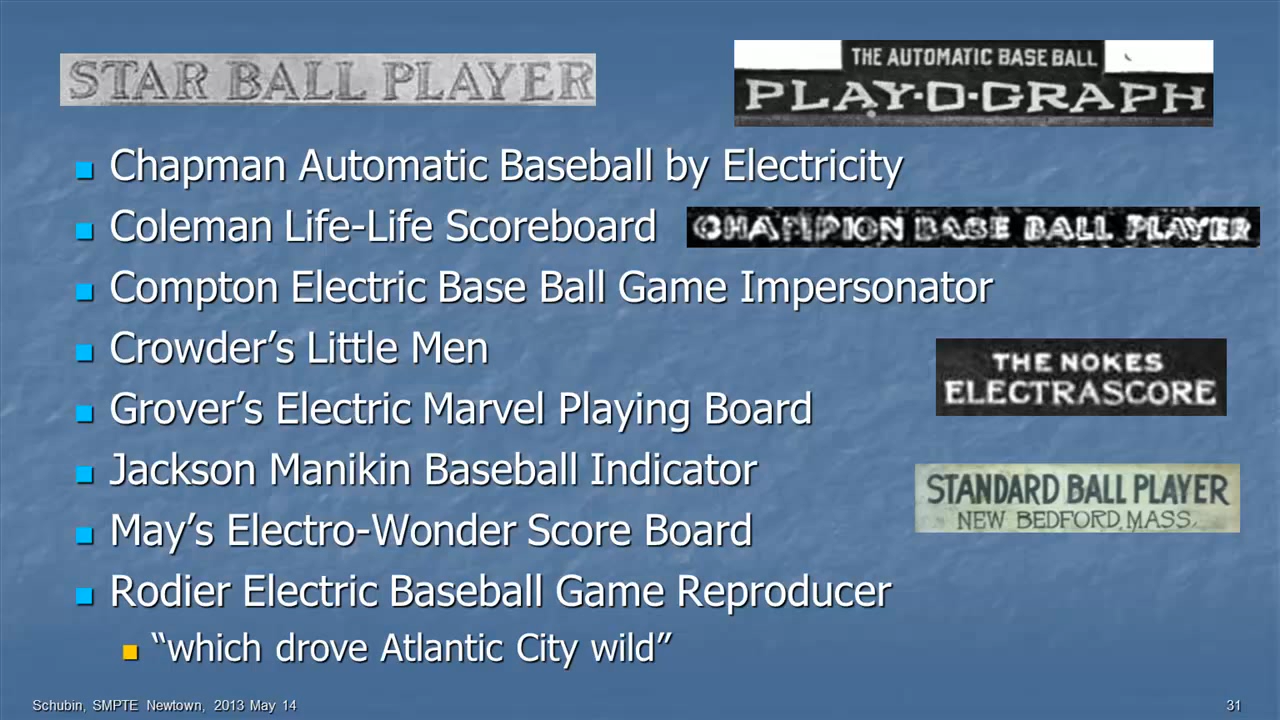 STAR BALL PLAYER
THE AUTOMATIC BASE BALL
PLAY-O-GRAPH
Chapman Automatic Baseball by Electricity
Coleman Life-Life Scoreboard
CHAMPION BASE BALL PLAYER
Compton Electric Base Ball Game Impersonator
Crowder’s Little Men
THE NOKES
ELECTRASCORE
Grover’s Electric Marvel Playing Board
Jackson Manikin Baseball Indicator
STANDARD BALL PLAYER
NEW BEDFORD, MASS.
May’s Electro-Wonder Score Board
Rodier Electric Baseball Game Reproducer
“which drove Atlantic City wild”
Schubin, SMPTE Newtown, 2013 May 14
31